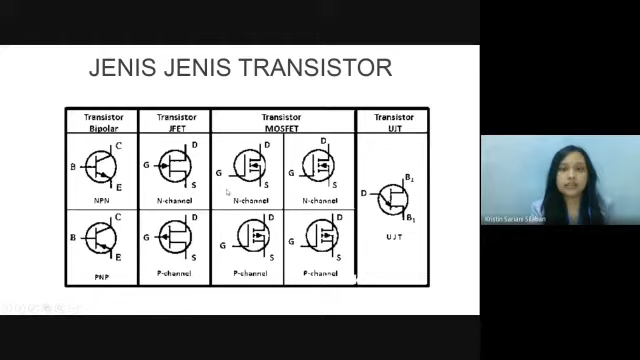 JENIS JENIS TRANSISTOR
Transistor Bipolar
Transistor JFET
Transistor MOSFET
Transistor UJT
C
B
E
NPN
D
G
S
N-channel
D
G
S
N-channel
D
G
S
N-channel
B₂
D
B₁
UJT
C
B
E
PNP
D
G
S
P-channel
D
G
S
P-channel
D
G
S
P-channel
Kristin Sariani Silaban